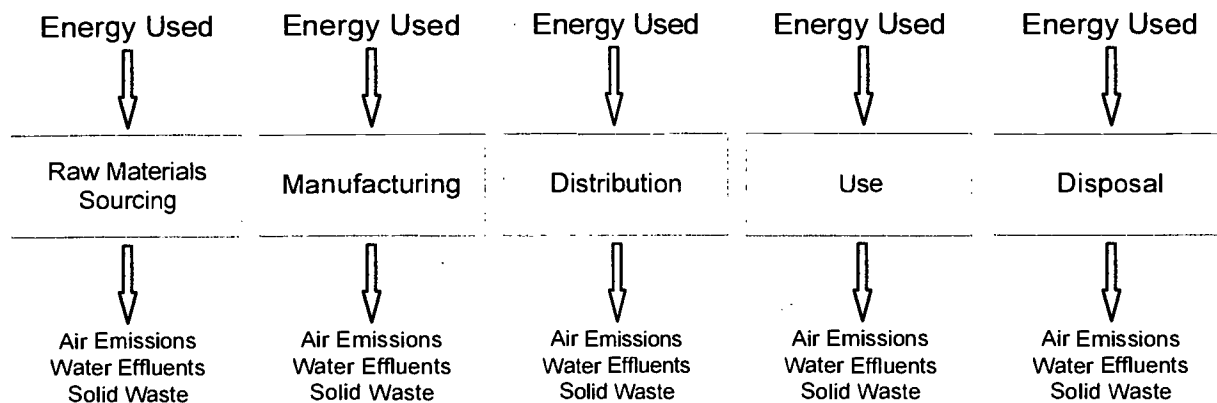 Energy Used Energy Used Energy Used Energy Used Energy Used
Raw Materials
Sourcing
Manufacturing
Distribution
Use
Disposal
Air Emissions Air Emissions Air Emissions Air Emissions Air Emissions
Water Effluents Water Effluents Water Effluents Water Effluents Water Effluents
Solid Waste Solid Waste Solid Waste Solid Waste Solid Waste